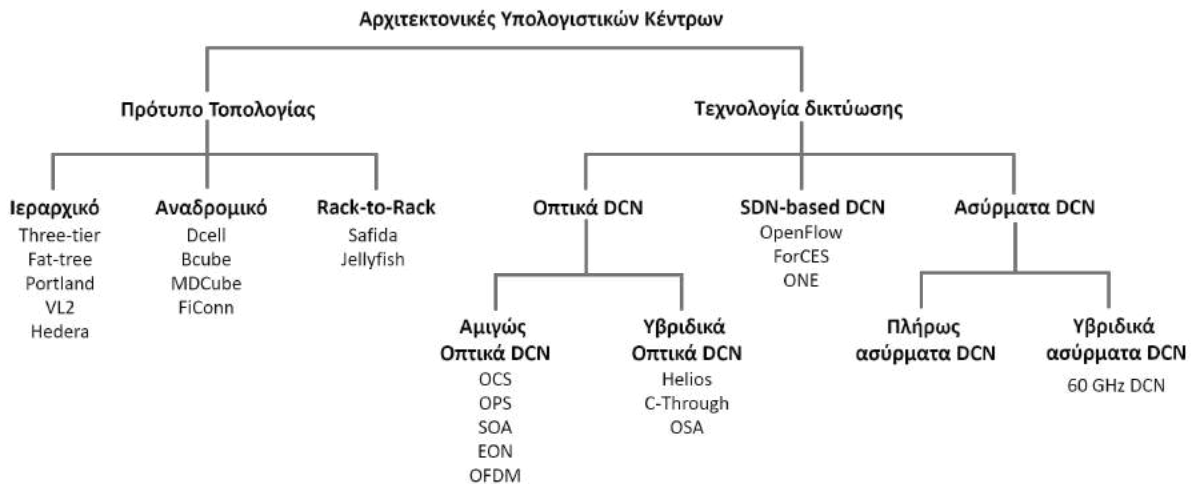 Αρχιτεκτονικές Υπολογιστικών Κέντρων
Πρότυπο Τοπολογίας
Τεχνολογία δικτύωσης
Ιεραρχικό
Three-tier
Fat-tree
Portland
VL2
Hedera
Αναδρομικό
Dcell
Bcube
MDCube
FiConn
Rack-to-Rack
Safida
Jellyfish
Οπτικά DCN
Αμιγώς
Οπτικά DCN
OCS
OPS
SOA
EON
OFDM
Υβριδικά
Οπτικά DCN
Helios
C-Through
OSA
SDN-based DCN
OpenFlow
ForCES
ONE
Ασύρματα DCN
Πλήρως
ασύρματα DCN
Υβριδικά
ασύρματα DCN
60 GHz DCN